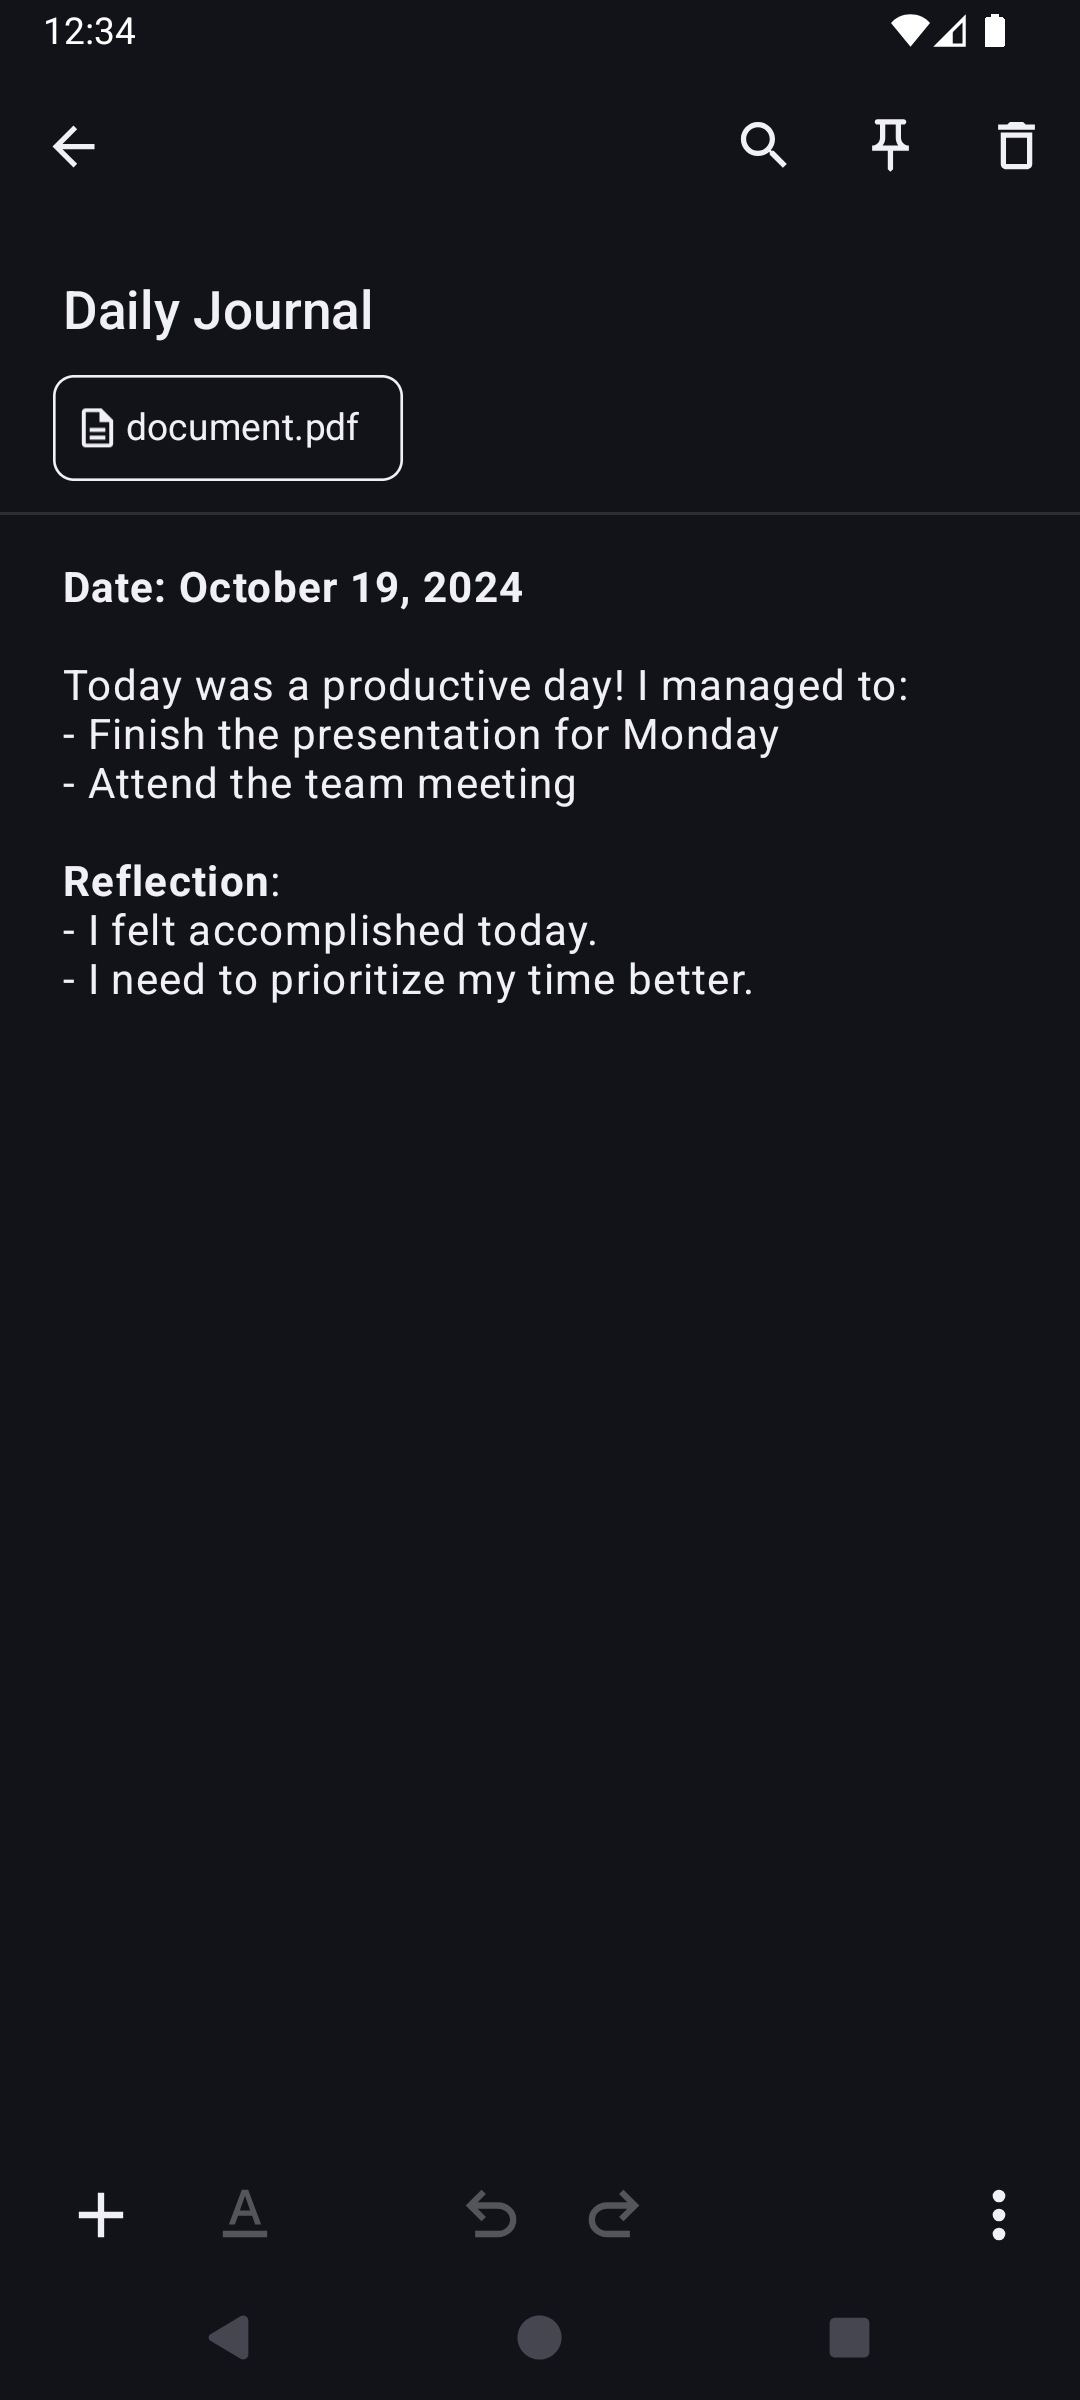 12:34
Daily Journal
document.pdf
Date: October 19, 2024
Today was a productive day! I managed to:
- Finish the presentation for Monday
- Attend the team meeting
Reflection:
- I felt accomplished today.
- I need to prioritize my time better.
A